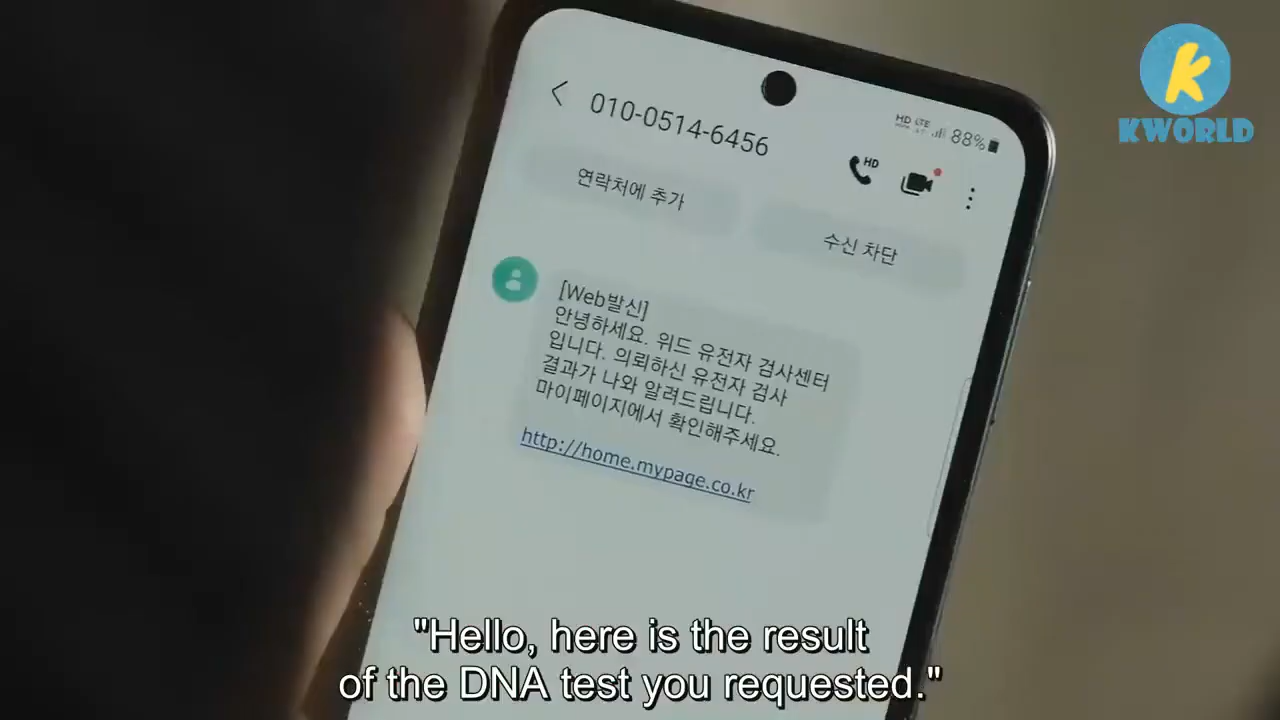 K
KWORLD
010-0514-6456
HD LTE 88%
HD
연락처에 추가
수신 차단
[Web발신]
안녕하세요. 위드 유전자 검사센터
입니다. 의뢰하신 유전자 검사
결과가 나와 알려드립니다.
마이페이지에서 확인해주세요.
http://home.mypage.co.kr
"Hello, here is the result
of the DNA test you requested."